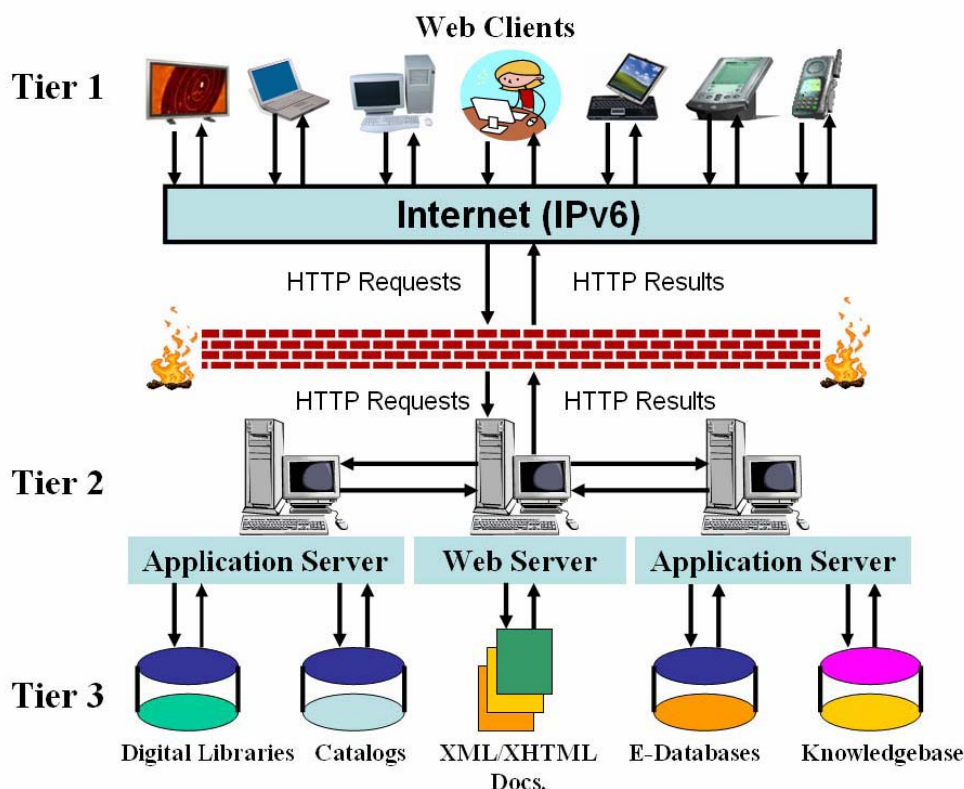 Web Clients
Tier 1
Internet (IPv6)
HTTP Requests
HTTP Results
HTTP Requests
HTTP Results
Tier 2
Application Server
Web Server
Application Server
Tier 3
Digital Libraries
Catalogs
XML/XHTML
Docs.
E-Databases
Knowledgebase